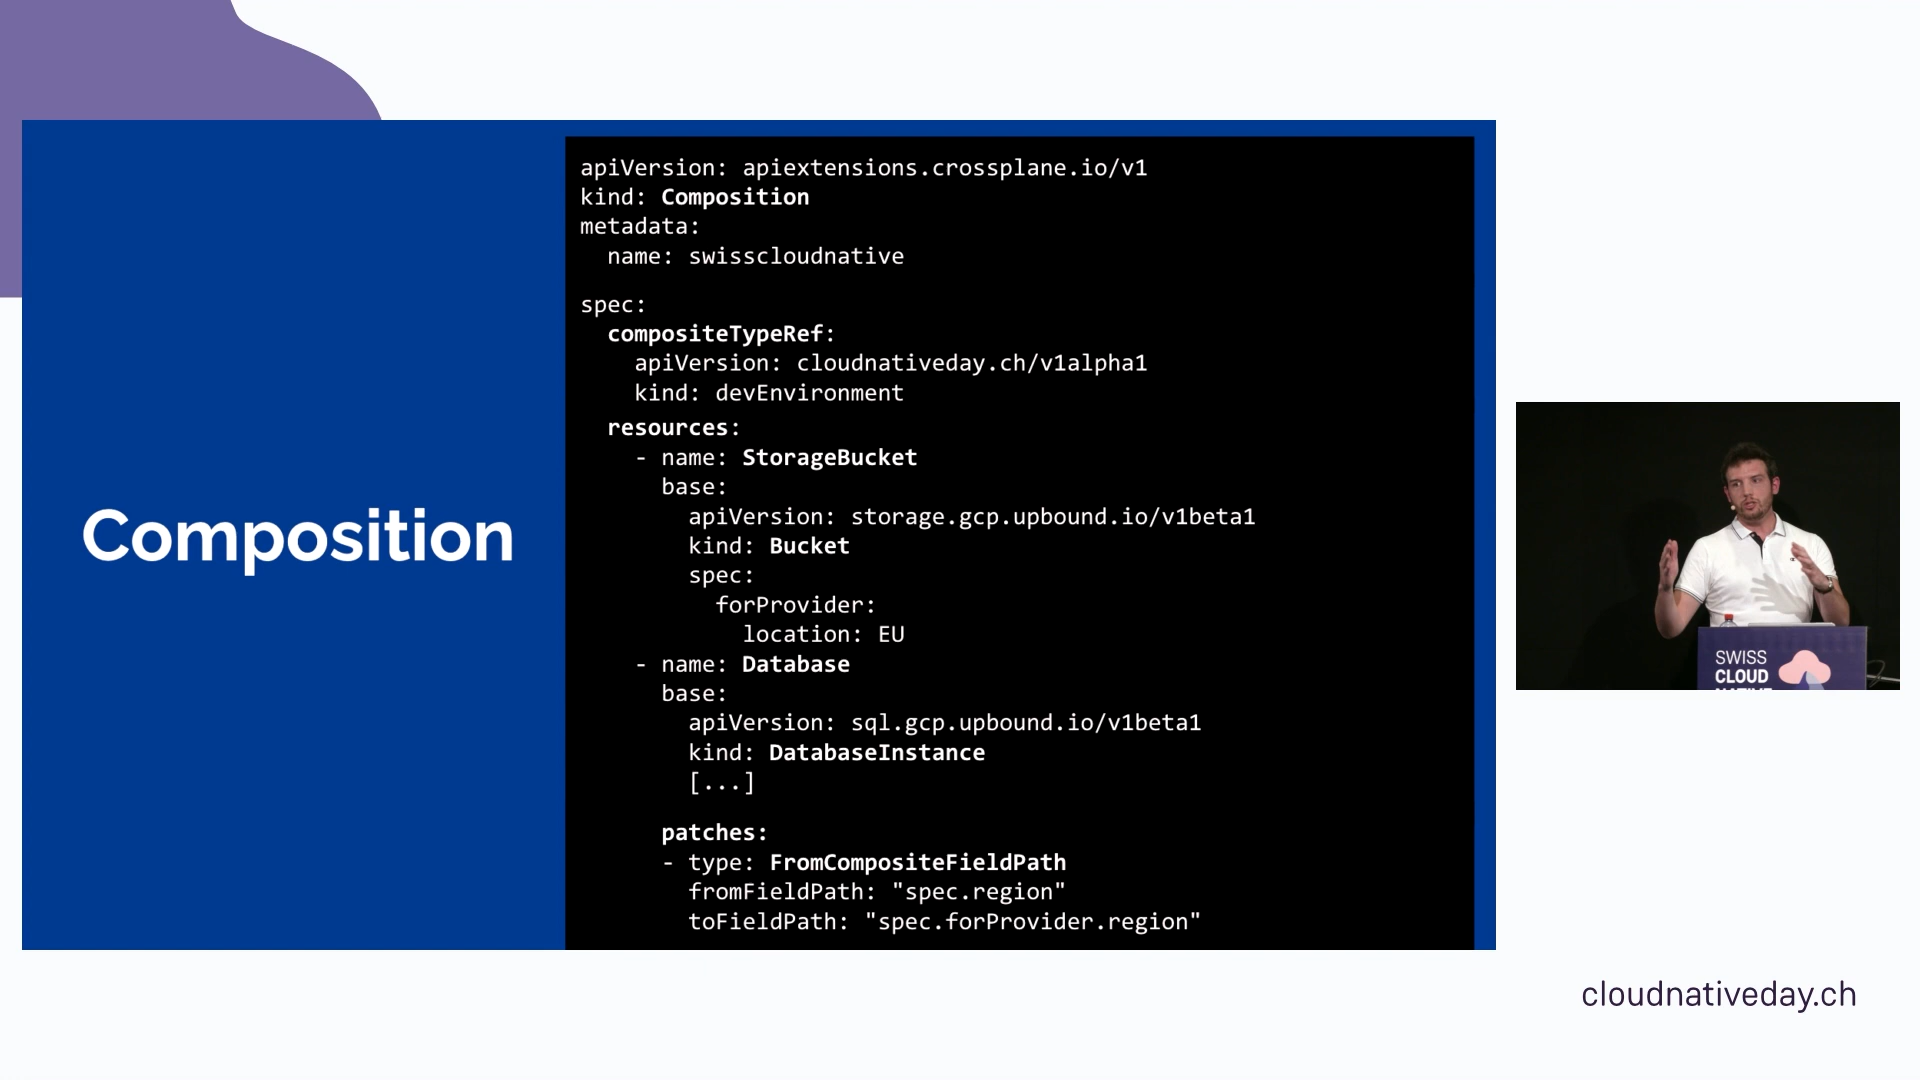 Composition
apiVersion: apiextensions.crossplane.io/v1
kind: Composition
metadata:
  name: swisscloudnative
spec:
  compositeTypeRef:
    apiVersion: cloudnativeday.ch/v1alpha1
    kind: devEnvironment
  resources:
    - name: StorageBucket
      base:
        apiVersion: storage.gcp.upbound.io/v1beta1
        kind: Bucket
        spec:
          forProvider:
            location: EU
    - name: Database
      base:
        apiVersion: sql.gcp.upbound.io/v1beta1
        kind: DatabaseInstance
        [...]
      patches:
      - type: FromCompositeFieldPath
        fromFieldPath: "spec.region"
        toFieldPath: "spec.forProvider.region"
SWISS
CLOUD
NATIVE
cloudnativeday.ch